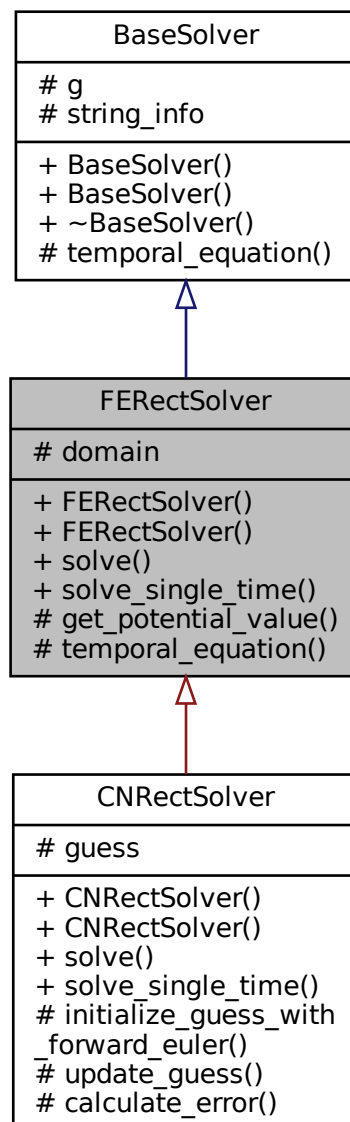 BaseSolver
# g
# string_info
+ BaseSolver()
+ BaseSolver()
+ ~BaseSolver()
# temporal_equation()
FERectSolver
# domain
+ FERectSolver()
+ FERectSolver()
+ solve()
+ solve_single_time()
# get_potential_value()
# temporal_equation()
CNRectSolver
# guess
+ CNRectSolver()
+ CNRectSolver()
+ solve()
+ solve_single_time()
# initialize_guess_with
_forward_euler()
# update_guess()
# calculate_error()